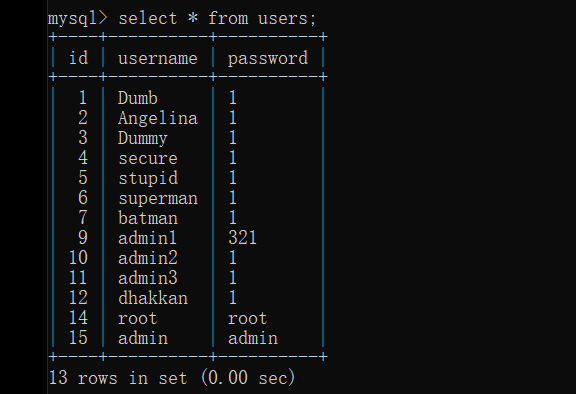 mysql> select * from users;
+----+----------+----------+
| id | username | password |
+----+----------+----------+
|  1 | Dumb     | 1        |
|  2 | Angelina | 1        |
|  3 | Dummy    | 1        |
|  4 | secure   | 1        |
|  5 | stupid   | 1        |
|  6 | superman | 1        |
|  7 | batman   | 1        |
|  9 | admin1   | 321      |
| 10 | admin2   | 1        |
| 11 | admin3   | 1        |
| 12 | dhakkan  | 1        |
| 14 | root     | root     |
| 15 | admin    | admin    |
+----+----------+----------+
13 rows in set (0.00 sec)